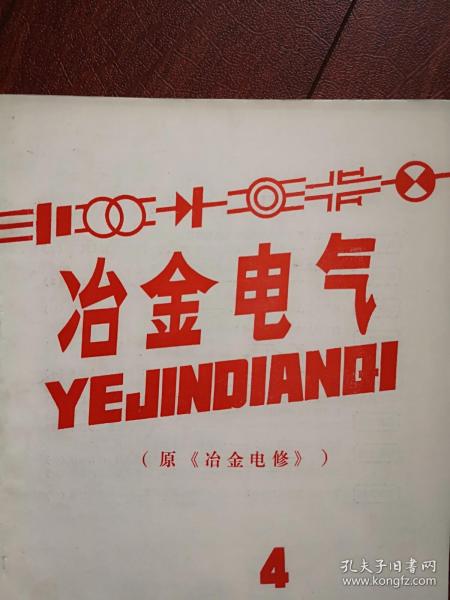 冶金电气
YEJINDIANQI
（原《冶金电修》）
4
孔夫子旧书网
www.kongfz.com